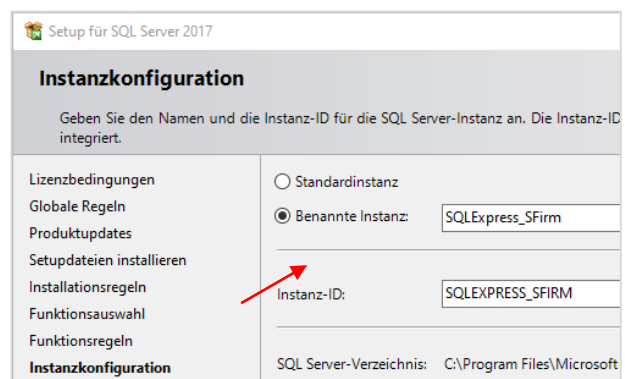 Setup für SQL Server 2017
Instanzkonfiguration
Geben Sie den Namen und die Instanz-ID für die SQL Server-Instanz an. Die Instanz-ID
integriert.
Lizenzbedingungen
Globale Regeln
Produktupdates
Setupdateien installieren
Installationsregeln
Funktionsauswahl
Funktionsregeln
Instanzkonfiguration
Standardinstanz
Benannte Instanz: SQLExpress_SFirm
Instanz-ID: SQLEXPRESS_SFIRM
SQL Server-Verzeichnis: C:\Program Files\Microsoft